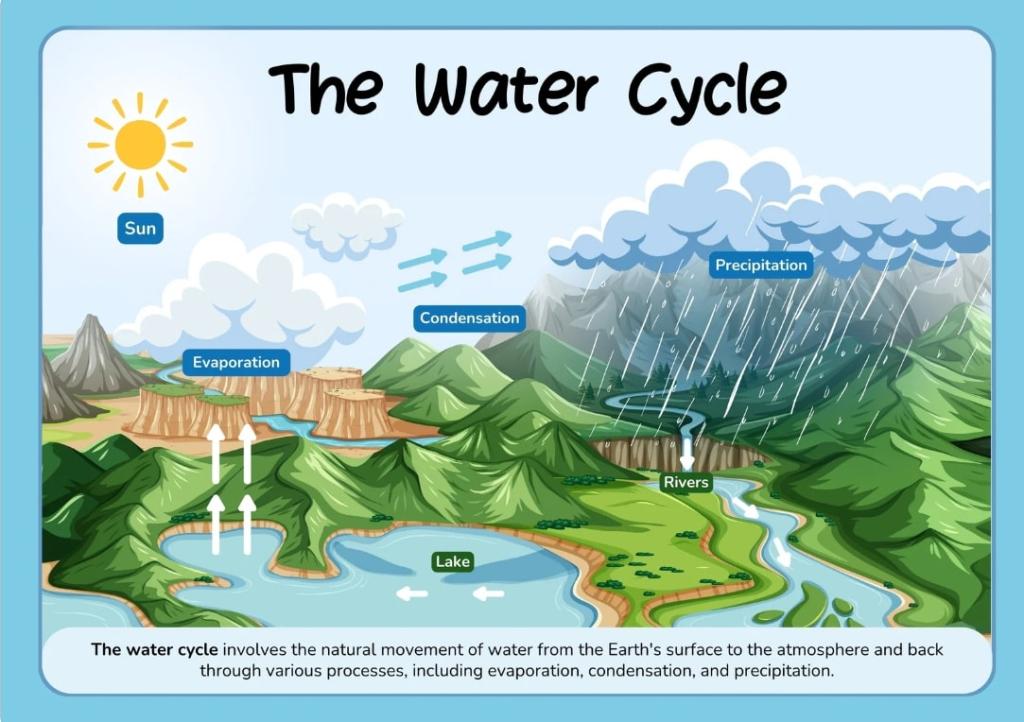 The Water Cycle
Sun
Precipitation
Condensation
Evaporation
Rivers
Lake
The water cycle involves the natural movement of water from the Earth's surface to the atmosphere and back
through various processes, including evaporation, condensation, and precipitation.